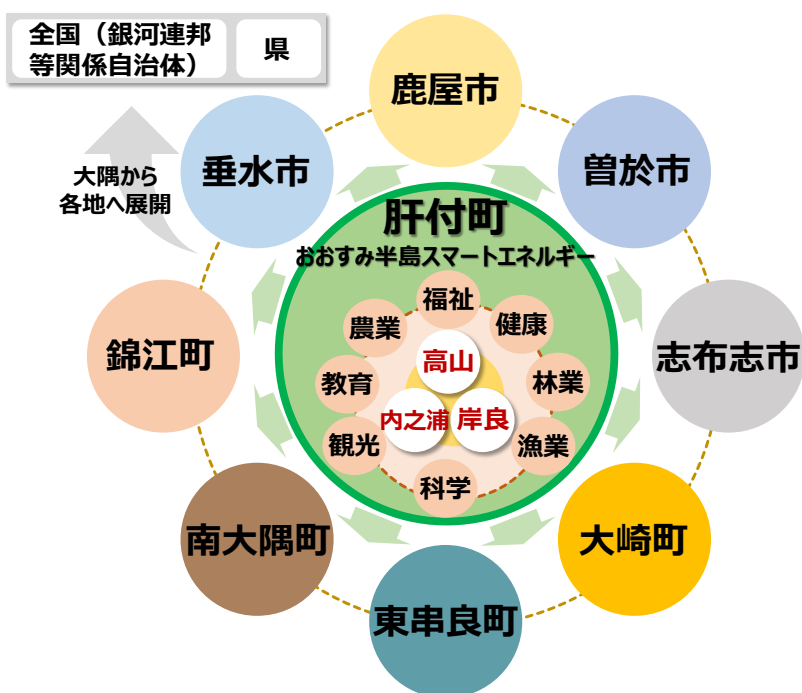 全国（銀河連邦
等関係自治体）
県
大隅から
各地へ展開
鹿屋市
垂水市
曽於市
肝付町
おおすみ半島スマートエネルギー
福祉
農業
健康
高山
教育
林業
内之浦
岸良
観光
漁業
科学
錦江町
志布志市
南大隅町
大崎町
東串良町